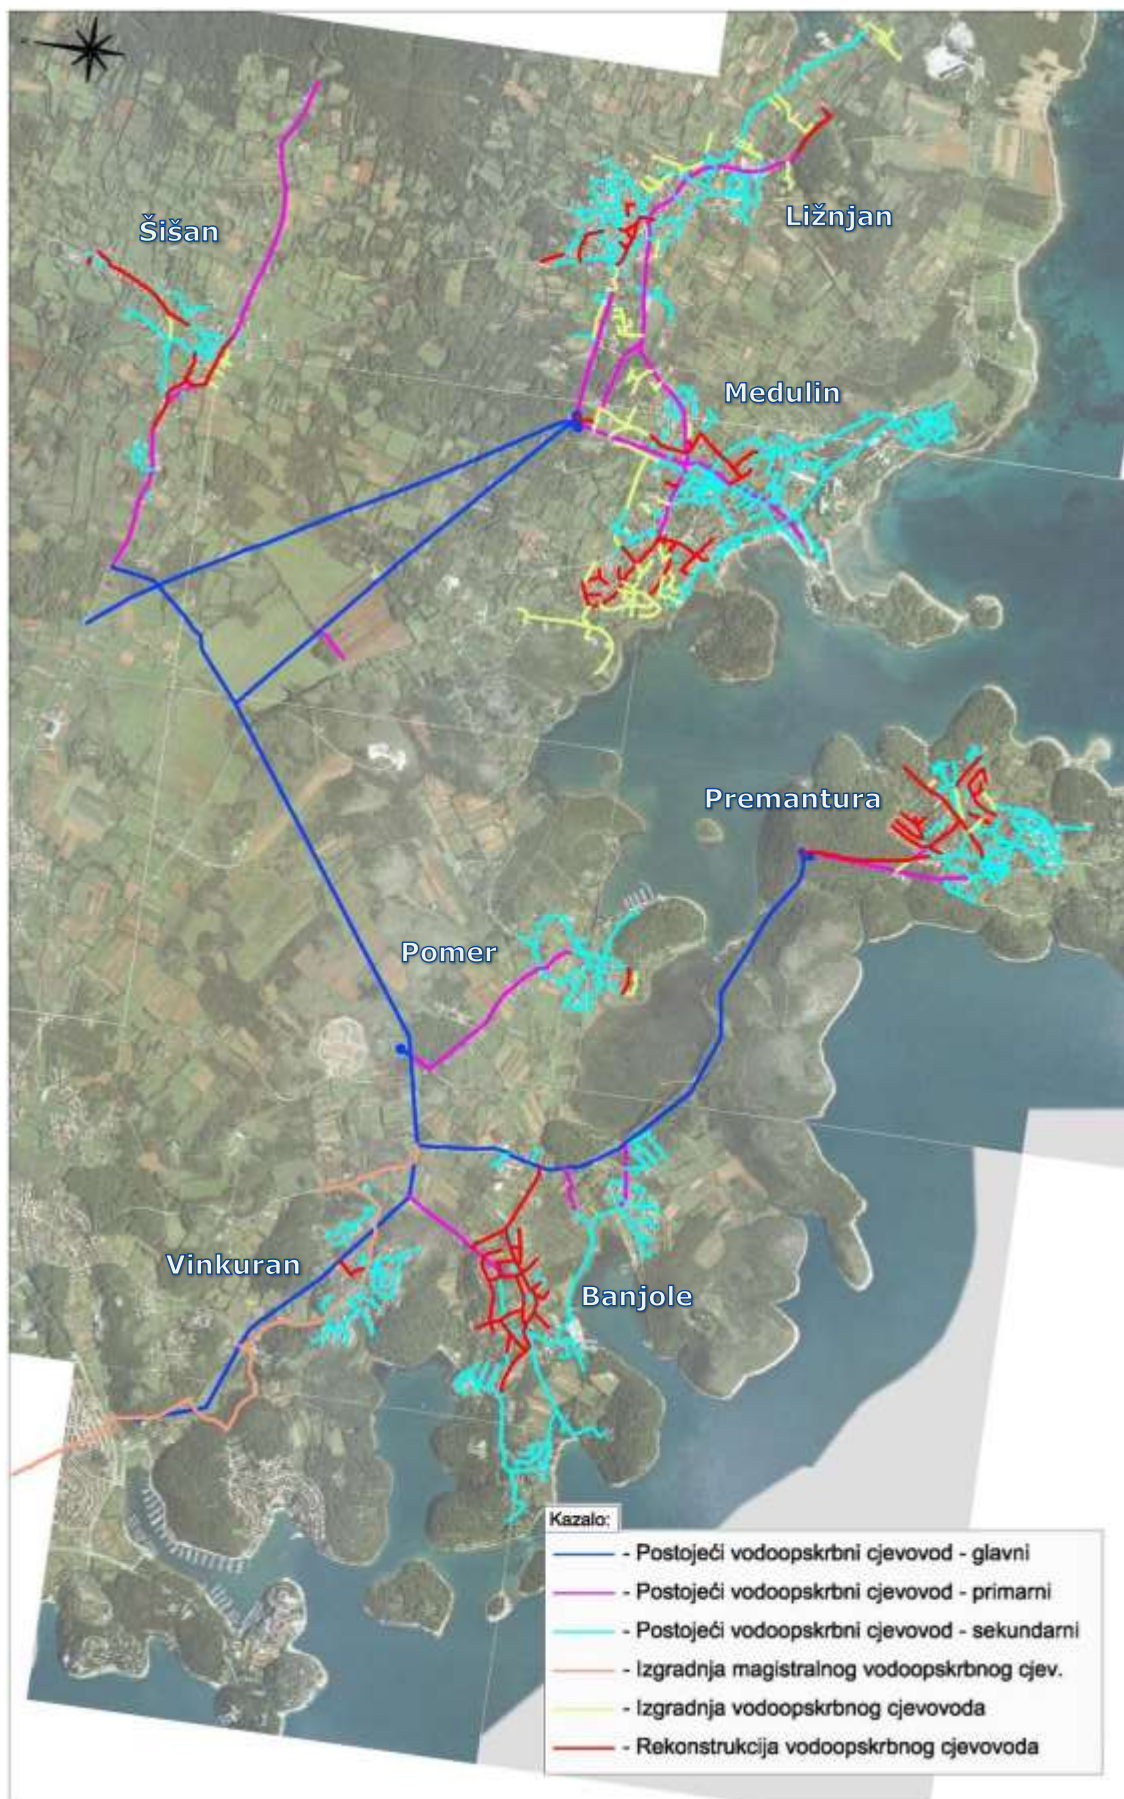 Šišan
Ližnjan
Medulin
Premantura
Pomer
Vinkuran
Banjole
Kazalo:
- Postojeći vodoopskrbni cjevovod - glavni
- Postojeći vodoopskrbni cjevovod - primarni
- Postojeći vodoopskrbni cjevovod - sekundarni
- Izgradnja magistralnog vodoopskrbnog cjev.
- Izgradnja vodoopskrbnog cjevovoda
- Rekonstrukcija vodoopskrbnog cjevovoda